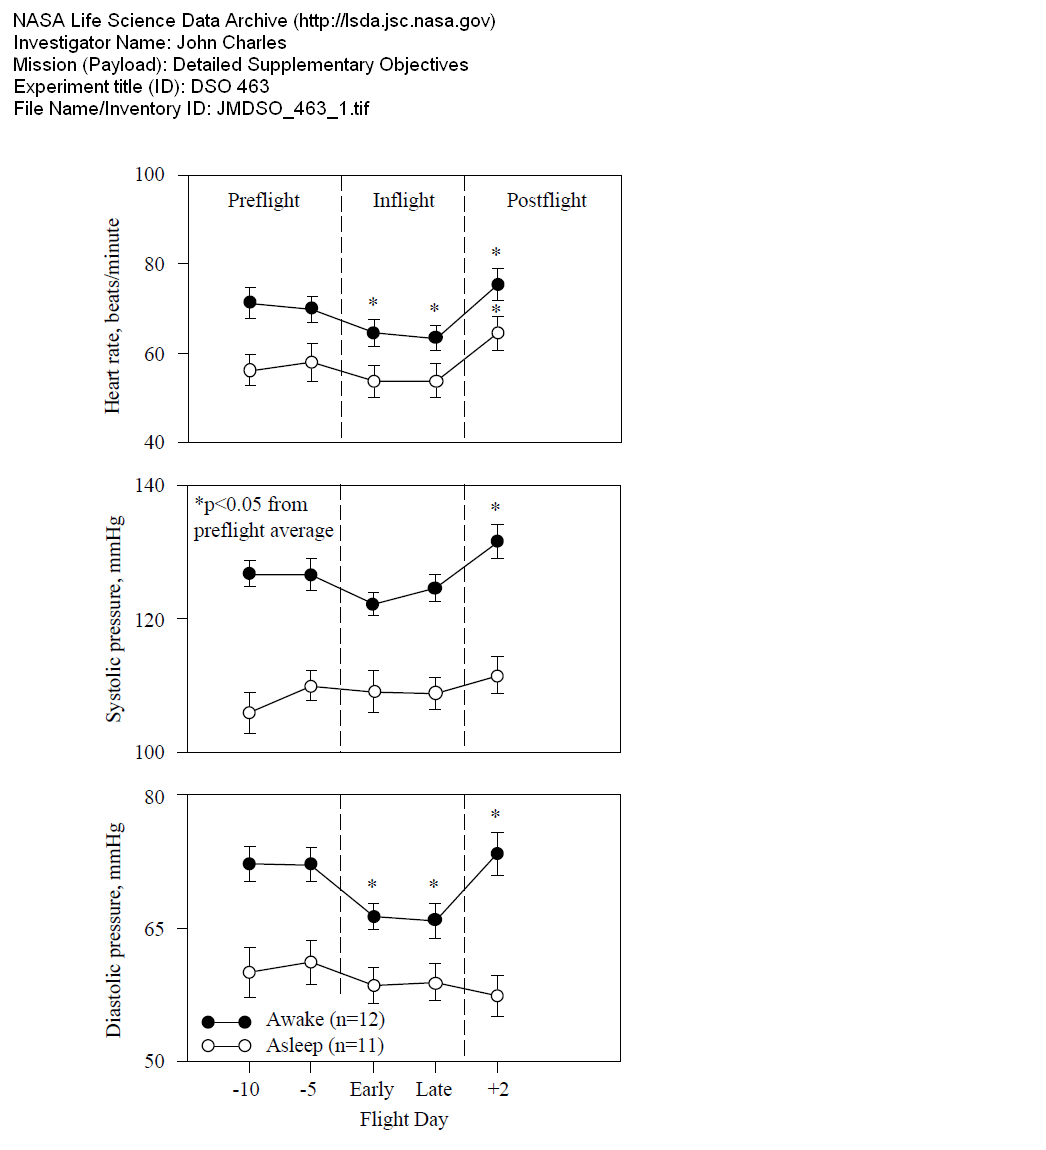 NASA Life Science Data Archive (http://lsda.jsc.nasa.gov)
Investigator Name: John Charles
Mission (Payload): Detailed Supplementary Objectives
Experiment title (ID): DSO 463
File Name/Inventory ID: JMDSO_463_1.tif
100
Preflight
Inflight
Postflight
Heart rate, beats/minute
80
60
40
*
*
*
*
140
*p<0.05 from
preflight average
*
Systolic pressure, mmHg
120
100
80
Diastolic pressure, mmHg
*
*
*
65
Awake (n=12)
Asleep (n=11)
50
-10
-5
Early
Late
+2
Flight Day